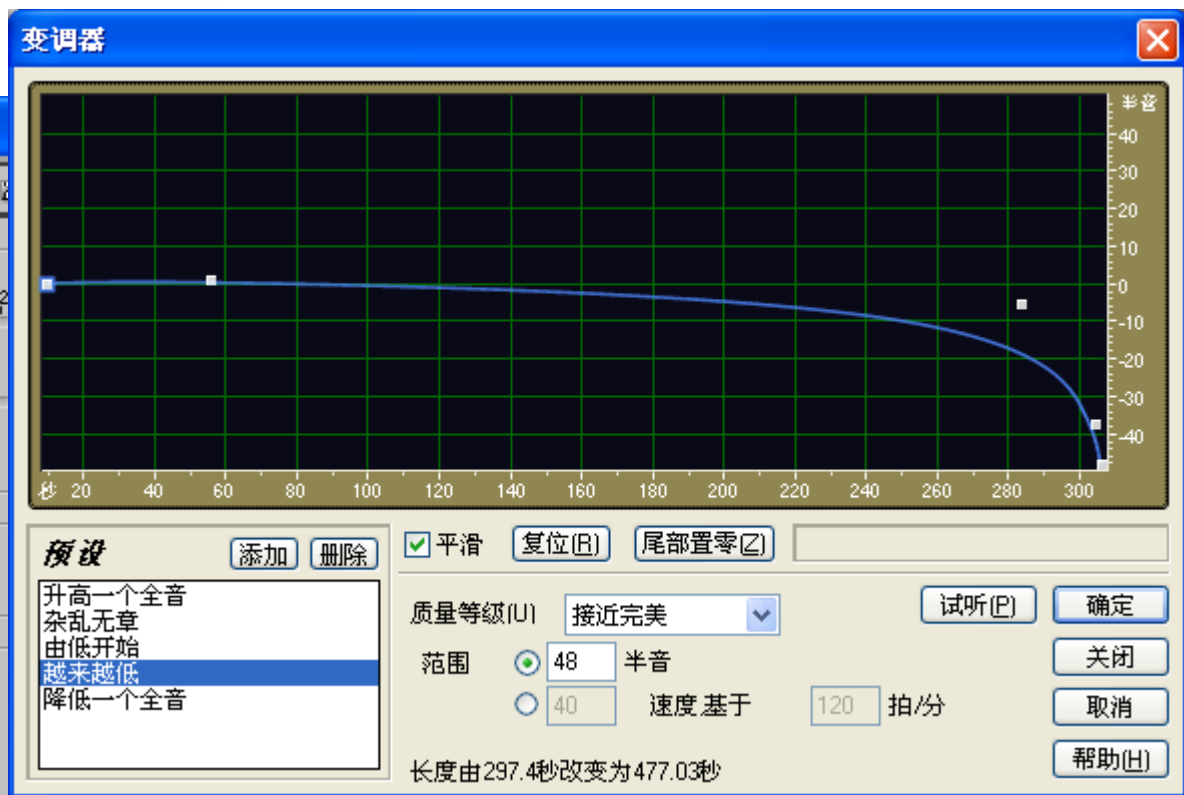 变调器
半音
40
30
20
10
0
-10
-20
-30
-40
秒 20 40 60 80 100 120 140 160 180 200 220 240 260 280 300
预设 添加 删除
升高一个全音
杂乱无章
由低开始
越来越低
降低一个全音
平滑 复位(R) 尾部置零(Z)
质量等级(U) 接近完美 试听(P) 确定
范围 48 半音 关闭
40 速度,基于 120 拍/分 取消
长度由297.4秒改变为477.03秒 帮助(H)